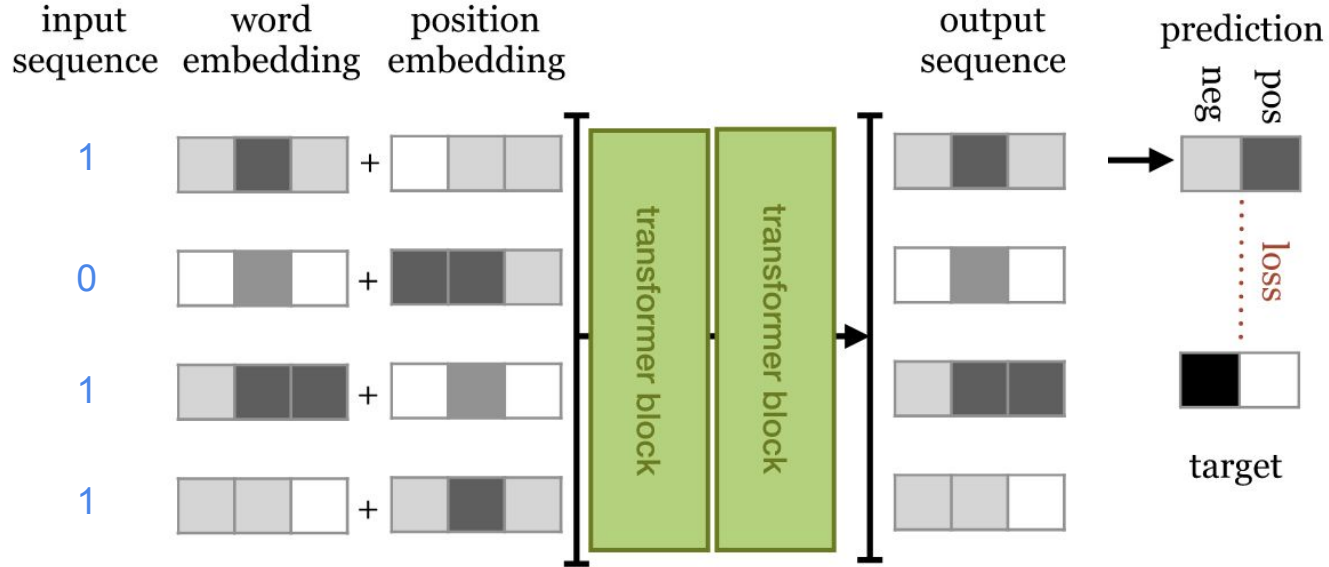 input
sequence
word
embedding
position
embedding
output
sequence
prediction
neg
pos
1
+
0
+
1
+
1
+
transformer block
transformer block
loss
target